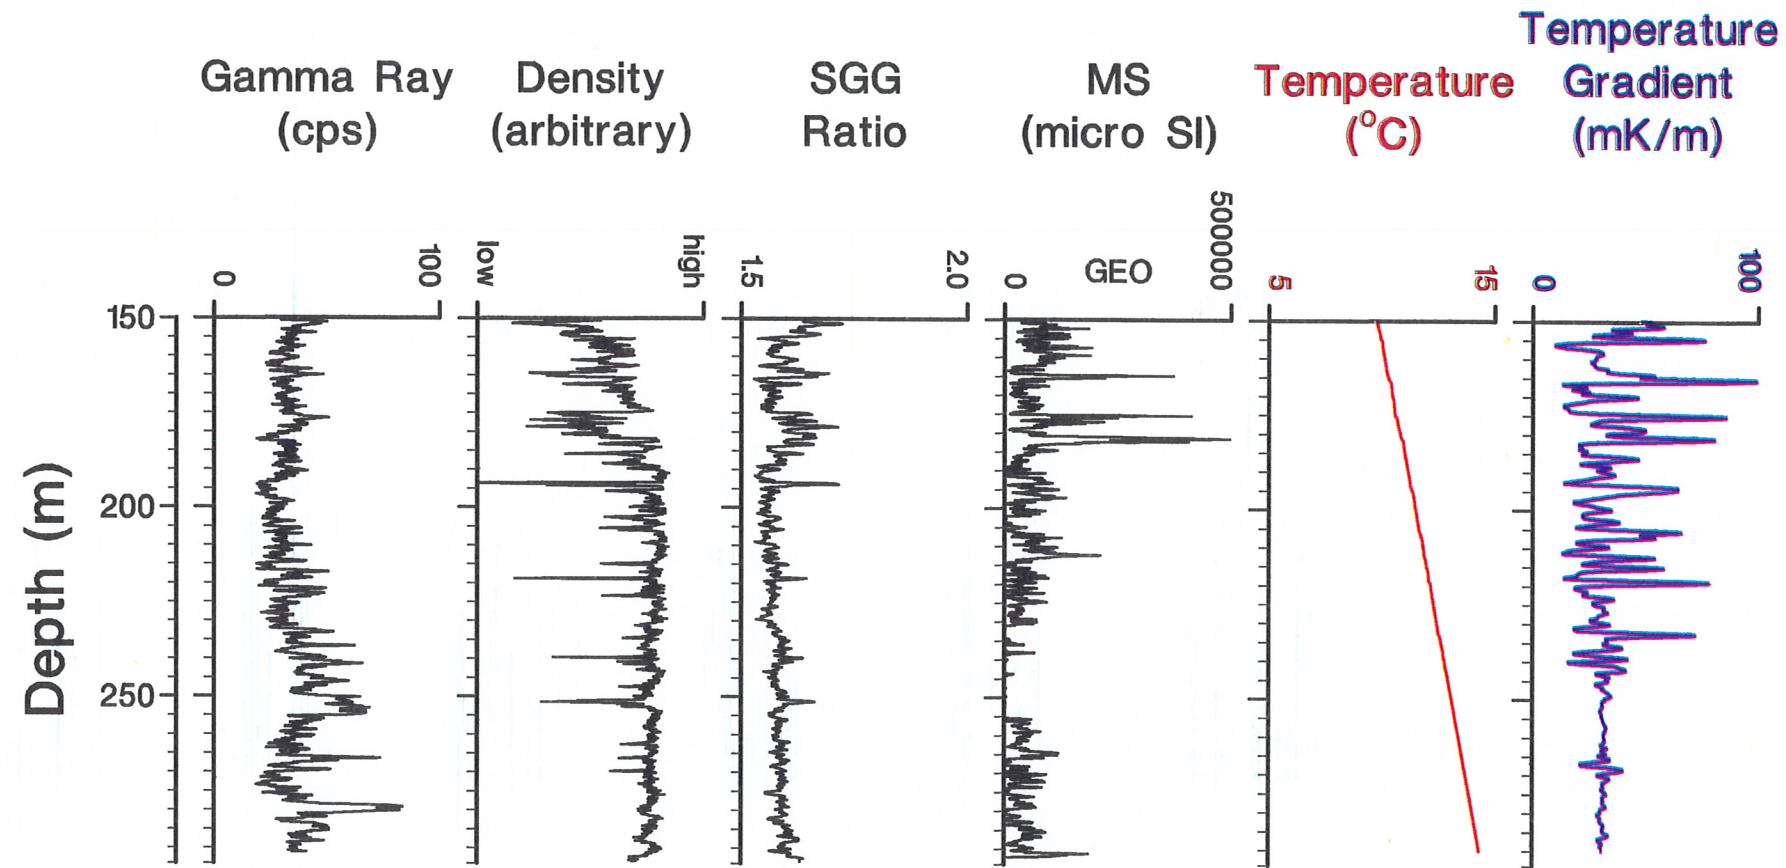 Gamma Ray
(cps)
Density
(arbitrary)
SGG
Ratio
MS
(micro SI)
Temperature
(°C)
Temperature
Gradient
(mK/m)
0
100
low
high
1.5
2.0
0
GEO
5000000
5
15
0
100
Depth (m)
150
200
250